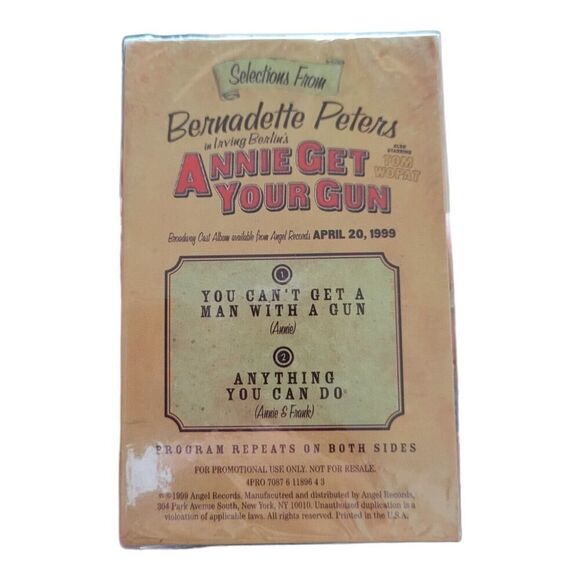 Selections From
Bernadette Peters
in Irving Berlin's
ANNIE GET
YOUR GUN
ALSO
STARRING
TOM
WOPAT
Broadway Cast Album available from Angel Records APRIL 20, 1999
1
YOU CAN'T GET A
MAN WITH A GUN
(Annie)
2
ANYTHING
YOU CAN DO
(Annie & Frank)
PROGRAM REPEATS ON BOTH SIDES
FOR PROMOTIONAL USE ONLY. NOT FOR RESALE.
4PRO 7087 6 11896 4 3
℗ ©1999 Angel Records. Manufacutred and distributed by Angel Records,
304 Park Avenue South, New York, NY 10010. Unauthoized duplication is a
violoation of applicable laws. All rights reserved. Printed in the U.S.A.